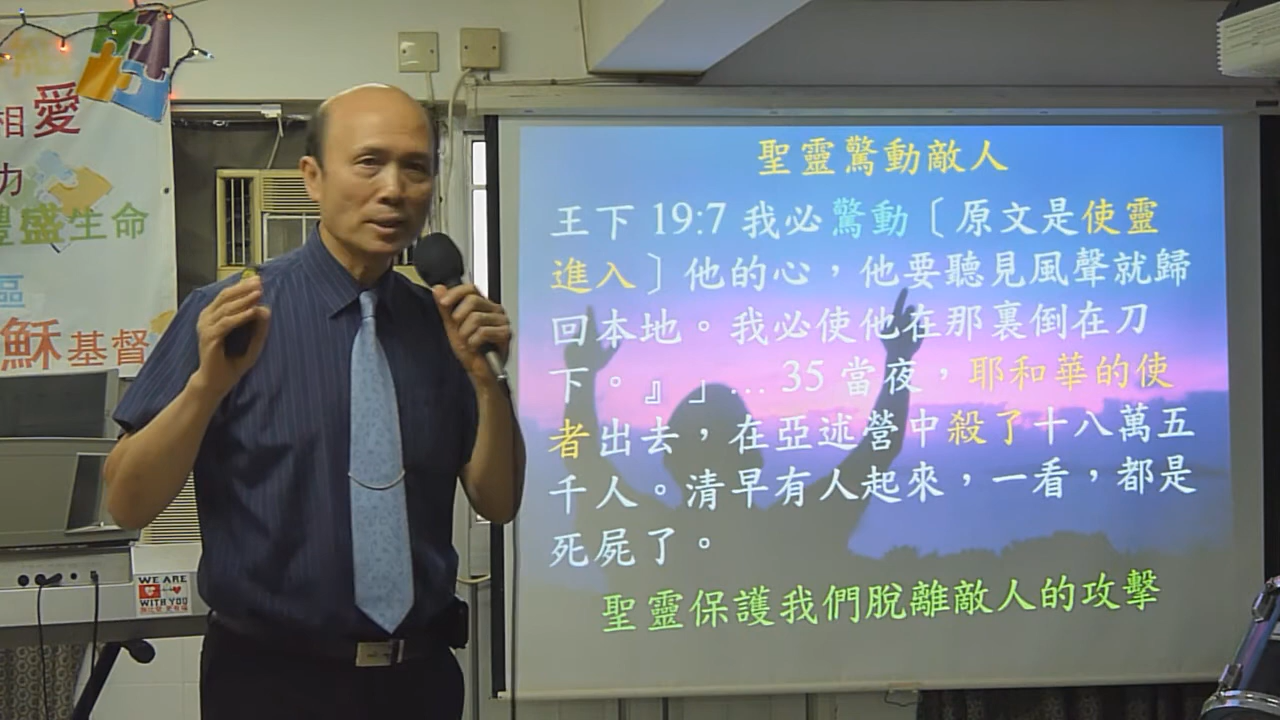 相愛
力
豐盛生命
區
穌基督
WE ARE
WITH YOU
聖靈驚動敵人
王下 19:7 我必驚動〔原文是使靈
進入〕他的心，他要聽見風聲就歸
回本地。我必使他在那裏倒在刀
下。』」… 35 當夜，耶和華的使
者出去，在亞述營中殺了十八萬五
千人。清早有人起來，一看，都是
死屍了。
聖靈保護我們脫離敵人的攻擊